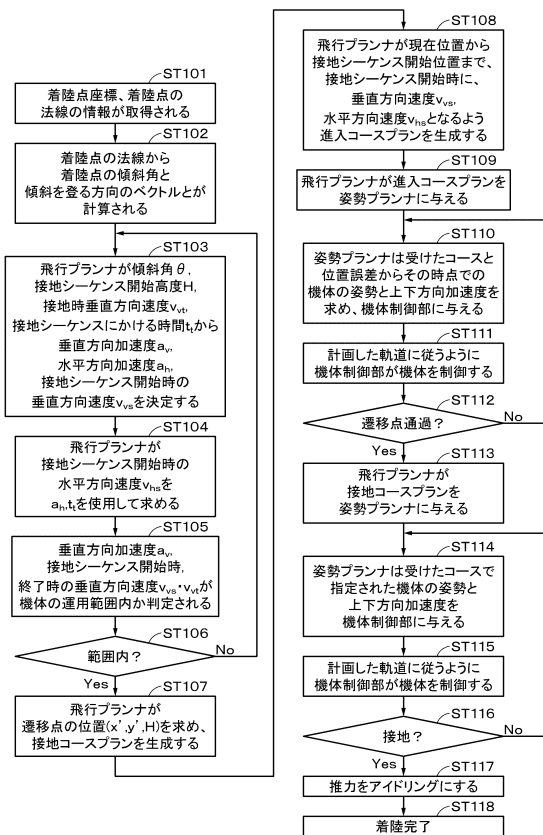 ST101
着陸点座標、着陸点の
法線の情報が取得される
ST102
着陸点の法線から
着陸点の傾斜角と
傾斜を登る方向のベクトルとが
計算される
ST103
飛行プランナが傾斜角θ,
接地シーケンス開始高度H,
接地時垂直方向速度vvt,
接地シーケンスにかける時間ttから
垂直方向加速度av,
水平方向加速度ah,
接地シーケンス開始時の
垂直方向速度vvsを決定する
ST104
飛行プランナが
接地シーケンス開始時の
水平方向速度vhsを
ah,ttを使用して求める
ST105
垂直方向加速度av,
接地シーケンス開始時,
終了時の垂直方向速度vvs・vvtが
機体の運用範囲内か判定される
ST106
範囲内？
No
Yes
ST107
飛行プランナが
遷移点の位置(x',y',H)を求め、
接地コースプランを生成する
ST108
飛行プランナが現在位置から
接地シーケンス開始位置まで、
接地シーケンス開始時に、
垂直方向速度vvs,
水平方向速度vhsとなるよう
進入コースプランを生成する
ST109
飛行プランナが進入コースプランを
姿勢プランナに与える
ST110
姿勢プランナは受けたコースと
位置誤差からその時点での
機体の姿勢と上下方向加速度を
求め、機体制御部に与える
ST111
計画した軌道に従うように
機体制御部が機体を制御する
ST112
遷移点通過？
No
Yes
ST113
飛行プランナが
接地コースプランを
姿勢プランナに与える
ST114
姿勢プランナは受けたコースで
指定された機体の姿勢と
上下方向加速度を
機体制御部に与える
ST115
計画した軌道に従うように
機体制御部が機体を制御する
ST116
接地？
No
Yes
ST117
推力をアイドリングにする
ST118
着陸完了